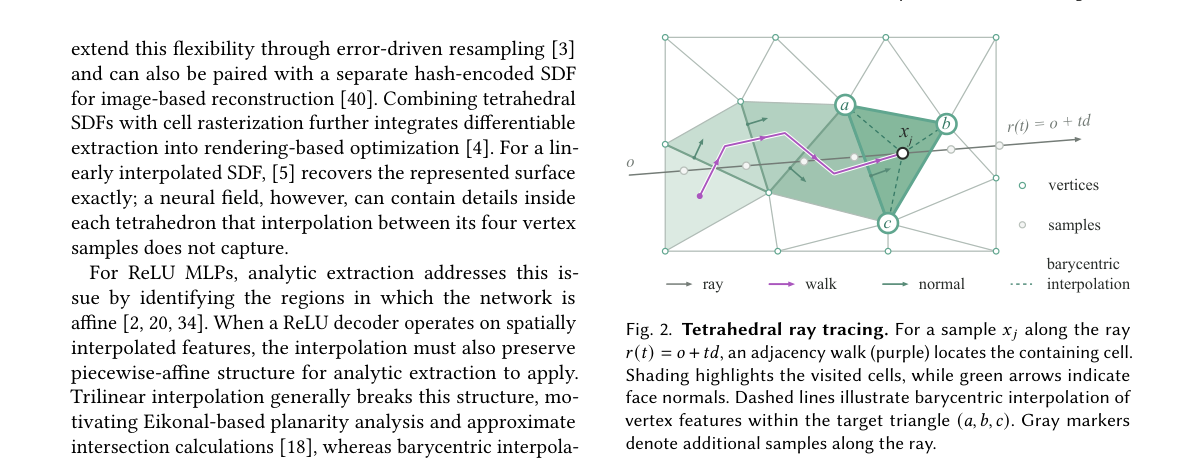 extend this flexibility through error-driven resampling [3]
and can also be paired with a separate hash-encoded SDF
for image-based reconstruction [40]. Combining tetrahedral
SDFs with cell rasterization further integrates differentiable
extraction into rendering-based optimization [4]. For a lin-
early interpolated SDF, [5] recovers the represented surface
exactly; a neural field, however, can contain details inside
each tetrahedron that interpolation between its four vertex
samples does not capture.
For ReLU MLPs, analytic extraction addresses this is-
sue by identifying the regions in which the network is
affine [2, 20, 34]. When a ReLU decoder operates on spatially
interpolated features, the interpolation must also preserve
piecewise-affine structure for analytic extraction to apply.
Trilinear interpolation generally breaks this structure, mo-
tivating Eikonal-based planarity analysis and approximate
intersection calculations [18], whereas barycentric interpola-
a
b
x_j
r(t) = o + td
o
c
vertices
samples
barycentric
interpolation
ray
walk
normal
Fig. 2. Tetrahedral ray tracing. For a sample x_j along the ray
r(t) = o + td, an adjacency walk (purple) locates the containing cell.
Shading highlights the visited cells, while green arrows indicate
face normals. Dashed lines illustrate barycentric interpolation of
vertex features within the target triangle (a, b, c). Gray markers
denote additional samples along the ray.